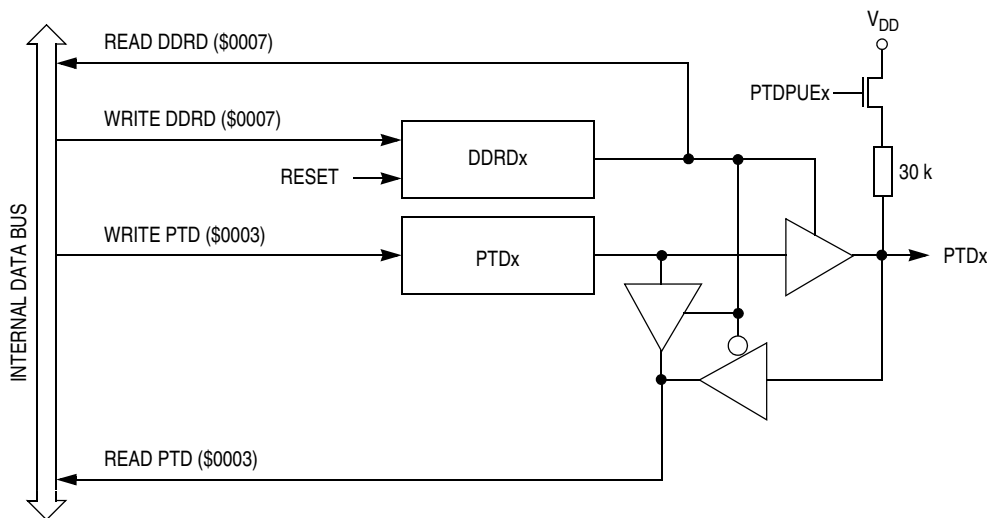 V_DD
READ DDRD ($0007)
PTDPUEx
WRITE DDRD ($0007)
DDRDx
RESET
30 k
INTERNAL DATA BUS
WRITE PTD ($0003)
PTDx
PTDx
READ PTD ($0003)